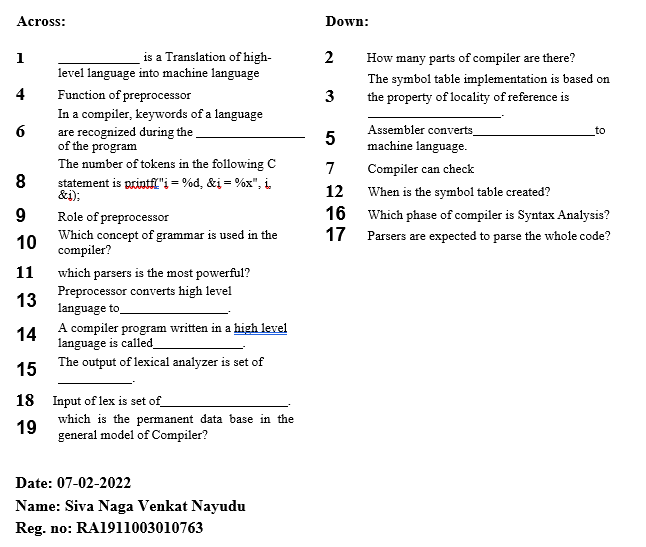 Across:
1 ____________ is a Translation of high-
level language into machine language
4 Function of preprocessor
In a compiler, keywords of a language
6 are recognized during the ________________
of the program
The number of tokens in the following C
8 statement is printf("i = %d, &i = %x", i,
&i);
9 Role of preprocessor
10 Which concept of grammar is used in the
compiler?
11 which parsers is the most powerful?
13 Preprocessor converts high level
language to________________.
14 A compiler program written in a high level
language is called_____________.
15 The output of lexical analyzer is set of
___________.
18 Input of lex is set of___________________.
19 which is the permanent data base in the
general model of Compiler?
Down:
2 How many parts of compiler are there?
The symbol table implementation is based on
3 the property of locality of reference is
____________________.
5 Assembler converts__________________to
machine language.
7 Compiler can check
12 When is the symbol table created?
16 Which phase of compiler is Syntax Analysis?
17 Parsers are expected to parse the whole code?
Date: 07-02-2022
Name: Siva Naga Venkat Nayudu
Reg. no: RA1911003010763